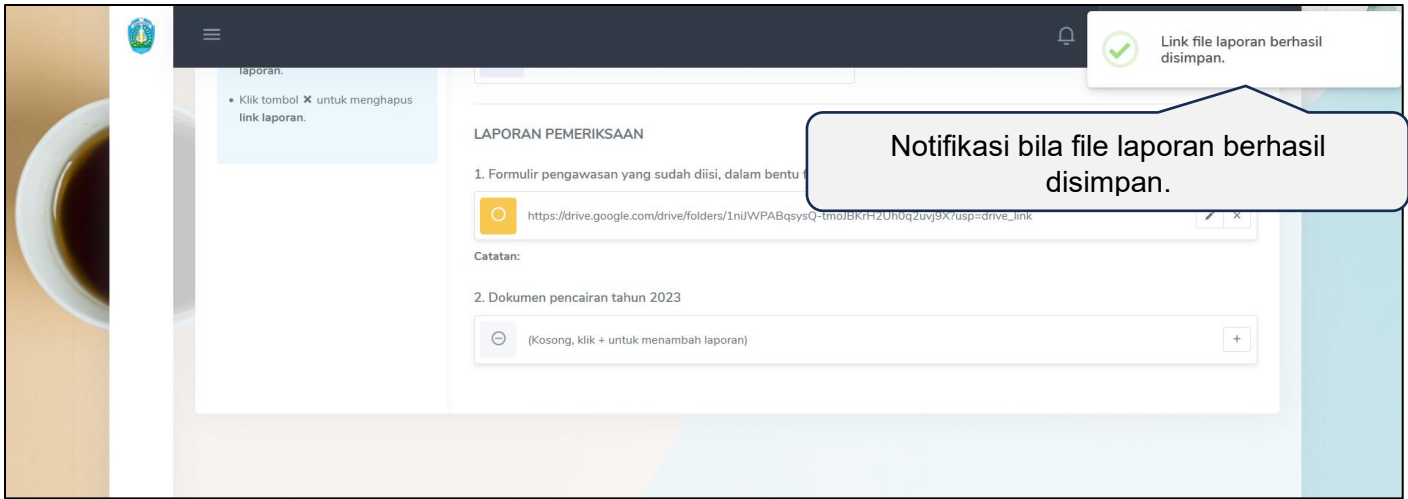 Link file laporan berhasil
disimpan.
laporan.
• Klik tombol ✖ untuk menghapus
link laporan.
Notifikasi bila file laporan berhasil
disimpan.
LAPORAN PEMERIKSAAN
1. Formulir pengawasan yang sudah diisi, dalam bentu
https://drive.google.com/drive/folders/1niJWPABqsysQ-tmoJBKrH2Uh0q2uvj9X?usp=drive_link
Catatan:
2. Dokumen pencairan tahun 2023
(Kosong, klik + untuk menambah laporan)